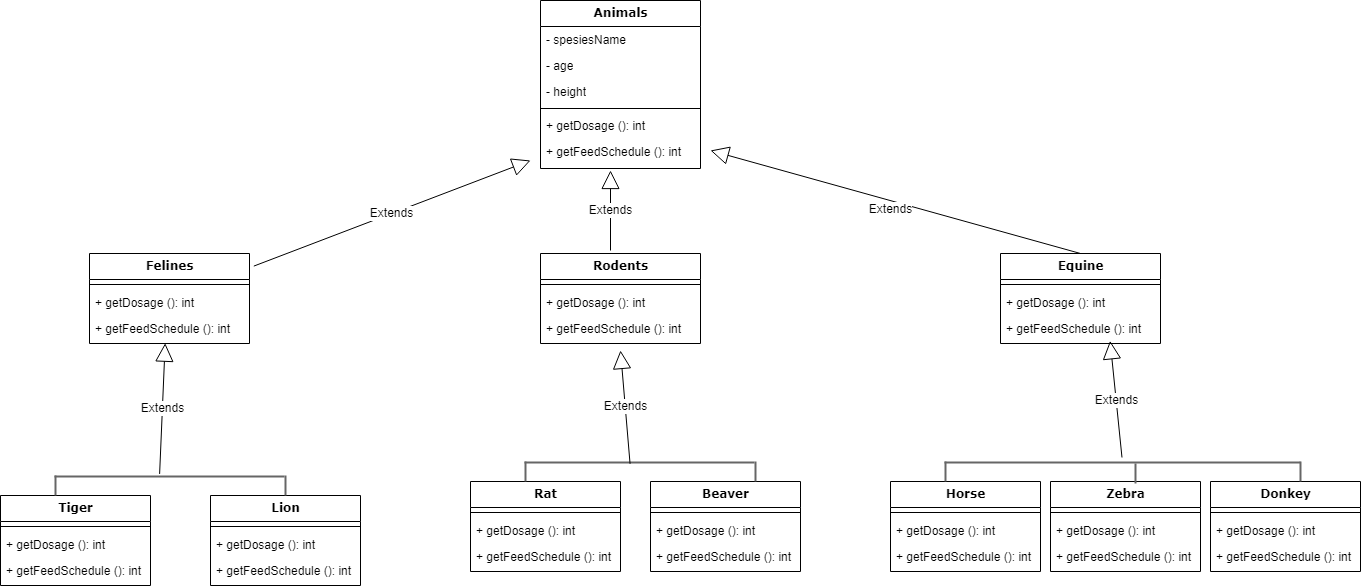 Animals
- spesiesName
- age
- height
+ getDosage (): int
+ getFeedSchedule (): int
Extends
Extends
Extends
Felines
+ getDosage (): int
+ getFeedSchedule (): int
Rodents
+ getDosage (): int
+ getFeedSchedule (): int
Equine
+ getDosage (): int
+ getFeedSchedule (): int
Extends
Extends
Extends
Tiger
+ getDosage (): int
+ getFeedSchedule (): int
Lion
+ getDosage (): int
+ getFeedSchedule (): int
Rat
+ getDosage (): int
+ getFeedSchedule (): int
Beaver
+ getDosage (): int
+ getFeedSchedule (): int
Horse
+ getDosage (): int
+ getFeedSchedule (): int
Zebra
+ getDosage (): int
+ getFeedSchedule (): int
Donkey
+ getDosage (): int
+ getFeedSchedule (): int